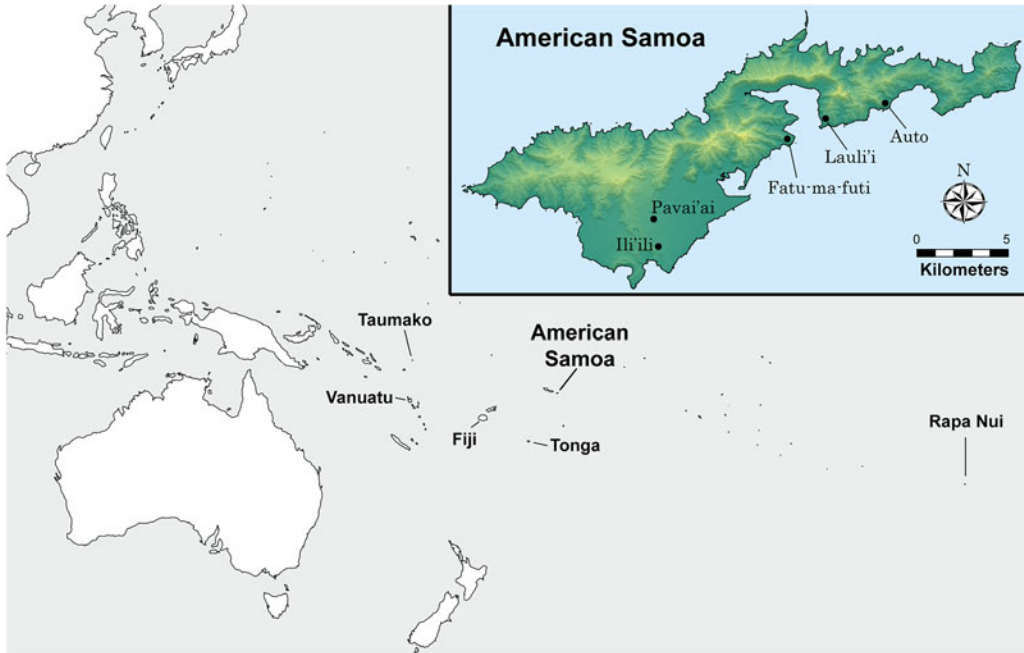 American Samoa
Auto
Lauli'i
Fatu-ma-futi
N
Pavai'ai
Ili'ili
0 5
Kilometers
Taumako
American
Samoa
Vanuatu
Fiji
Tonga
Rapa Nui